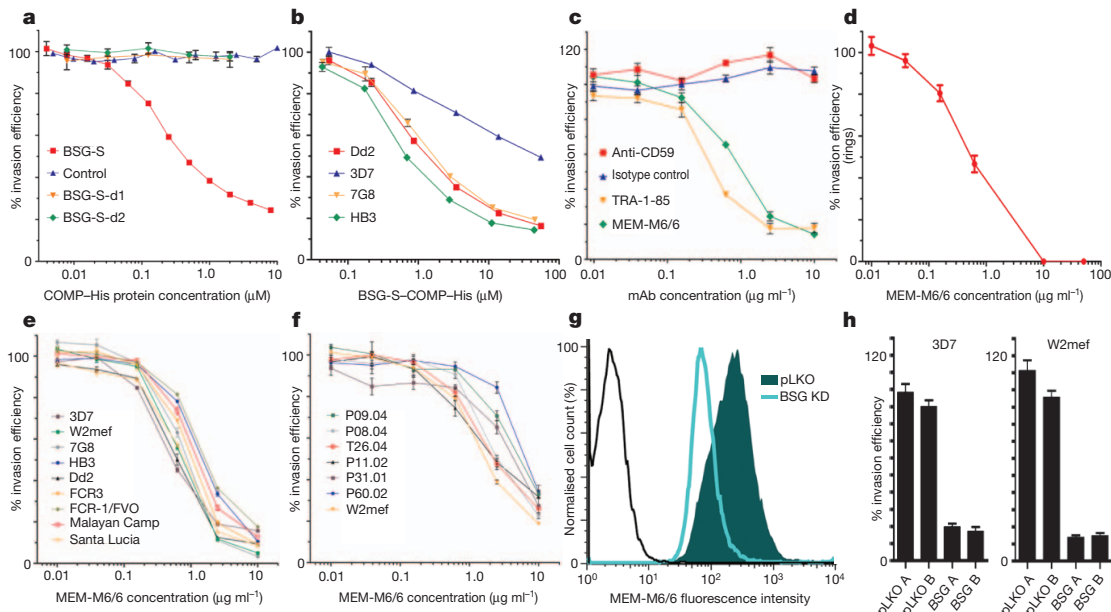 a
% invasion efficiency
100
0
BSG-S
Control
BSG-S-d1
BSG-S-d2
0.01
0.1
1.0
10
COMP–His protein concentration (μM)
b
% invasion efficiency
100
0
Dd2
3D7
7G8
HB3
0.1
1.0
10
100
BSG-S–COMP–His (μM)
c
% invasion efficiency
120
0
Anti-CD59
Isotype control
TRA-1-85
MEM-M6/6
0.01
0.1
1.0
10
mAb concentration (μg ml⁻¹)
d
% invasion efficiency
(rings)
100
0
0.01
0.1
1.0
10
100
MEM-M6/6 concentration (μg ml⁻¹)
e
% invasion efficiency
100
0
3D7
W2mef
7G8
HB3
Dd2
FCR3
FCR-1/FVO
Malayan Camp
Santa Lucia
0.01
0.1
1.0
10
MEM-M6/6 concentration (μg ml⁻¹)
f
% invasion efficiency
100
0
P09.04
P08.04
T26.04
P11.02
P31.01
P60.02
W2mef
0.01
0.1
1.0
10
MEM-M6/6 concentration (μg ml⁻¹)
g
Normalised cell count (%)
100
80
60
40
20
0
pLKO
BSG KD
10⁰
10¹
10²
10³
10⁴
MEM-M6/6 fluorescence intensity
h
% invasion efficiency
3D7
120
0
pLKO A
pLKO B
BSG A
BSG B
W2mef
120
0
pLKO A
pLKO B
BSG A
BSG B